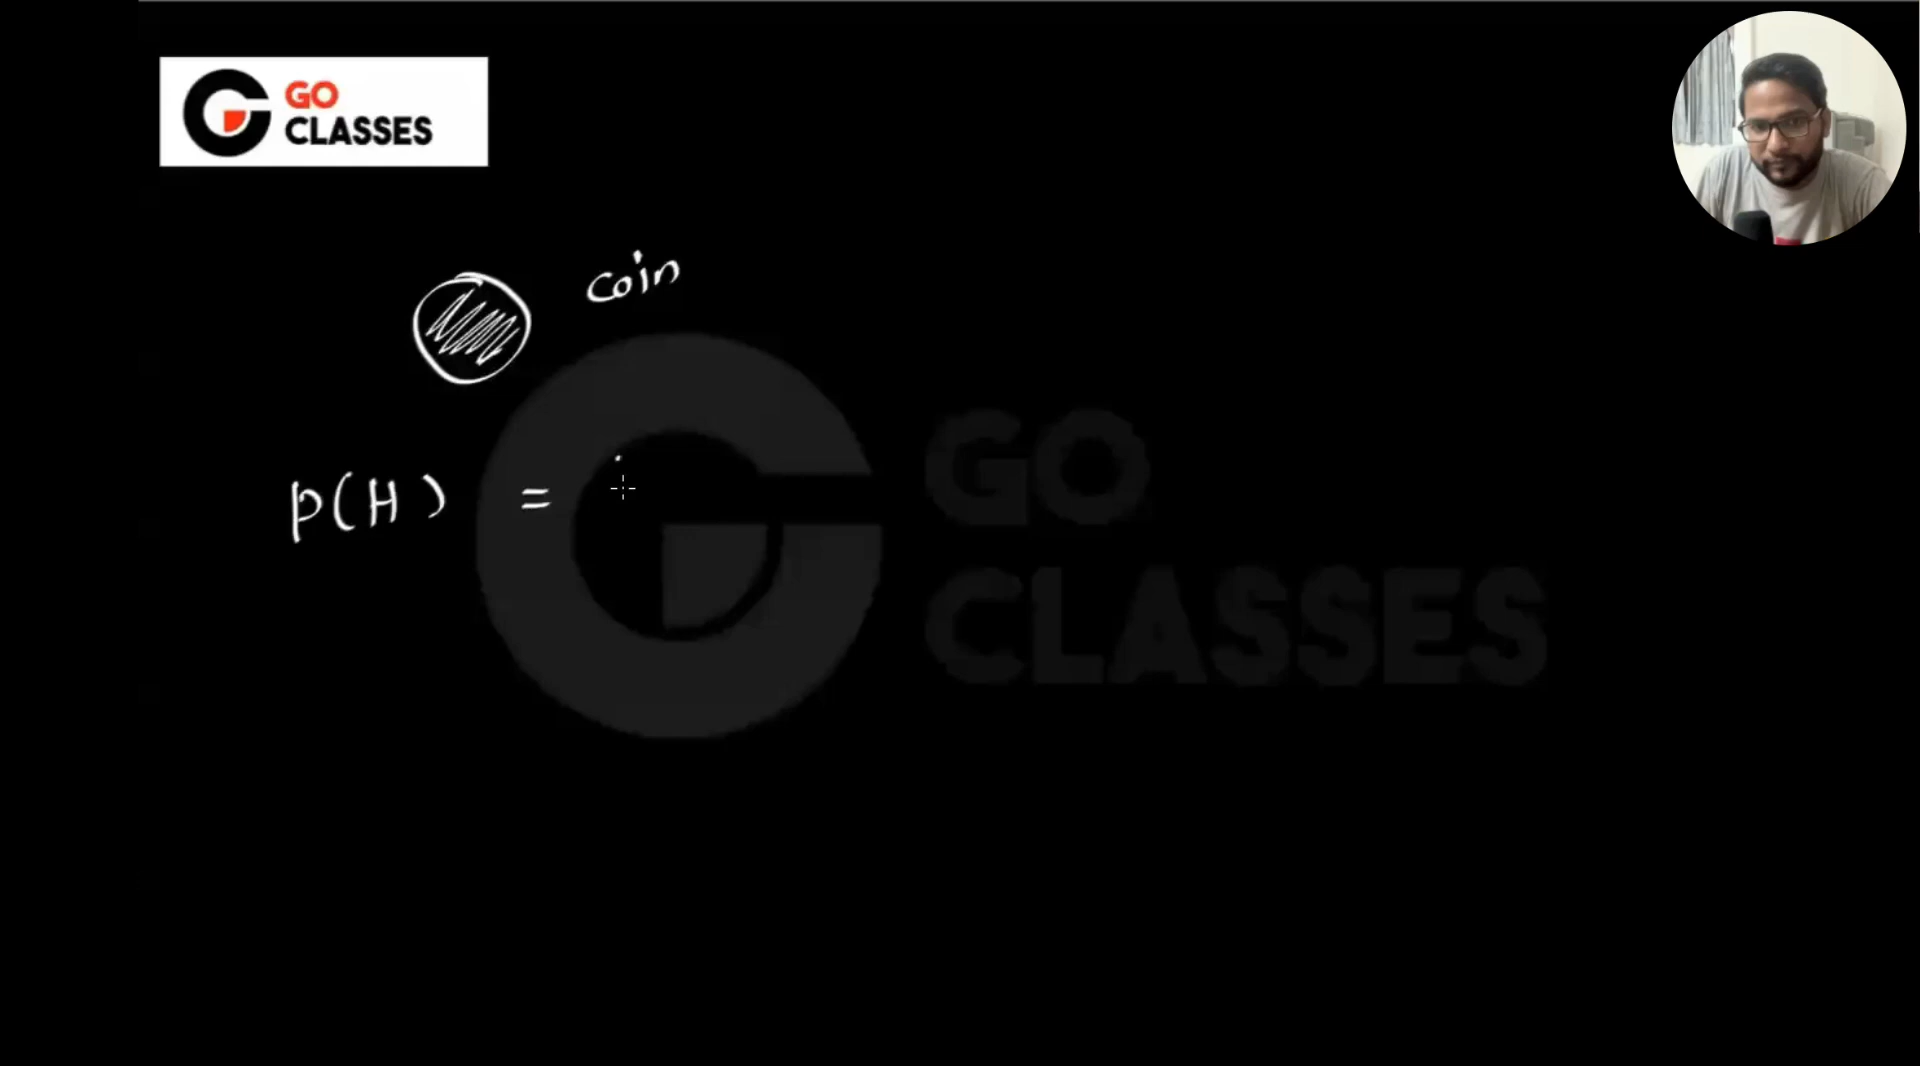 GO
CLASSES
coin
P(H) =
GO
CLASSES